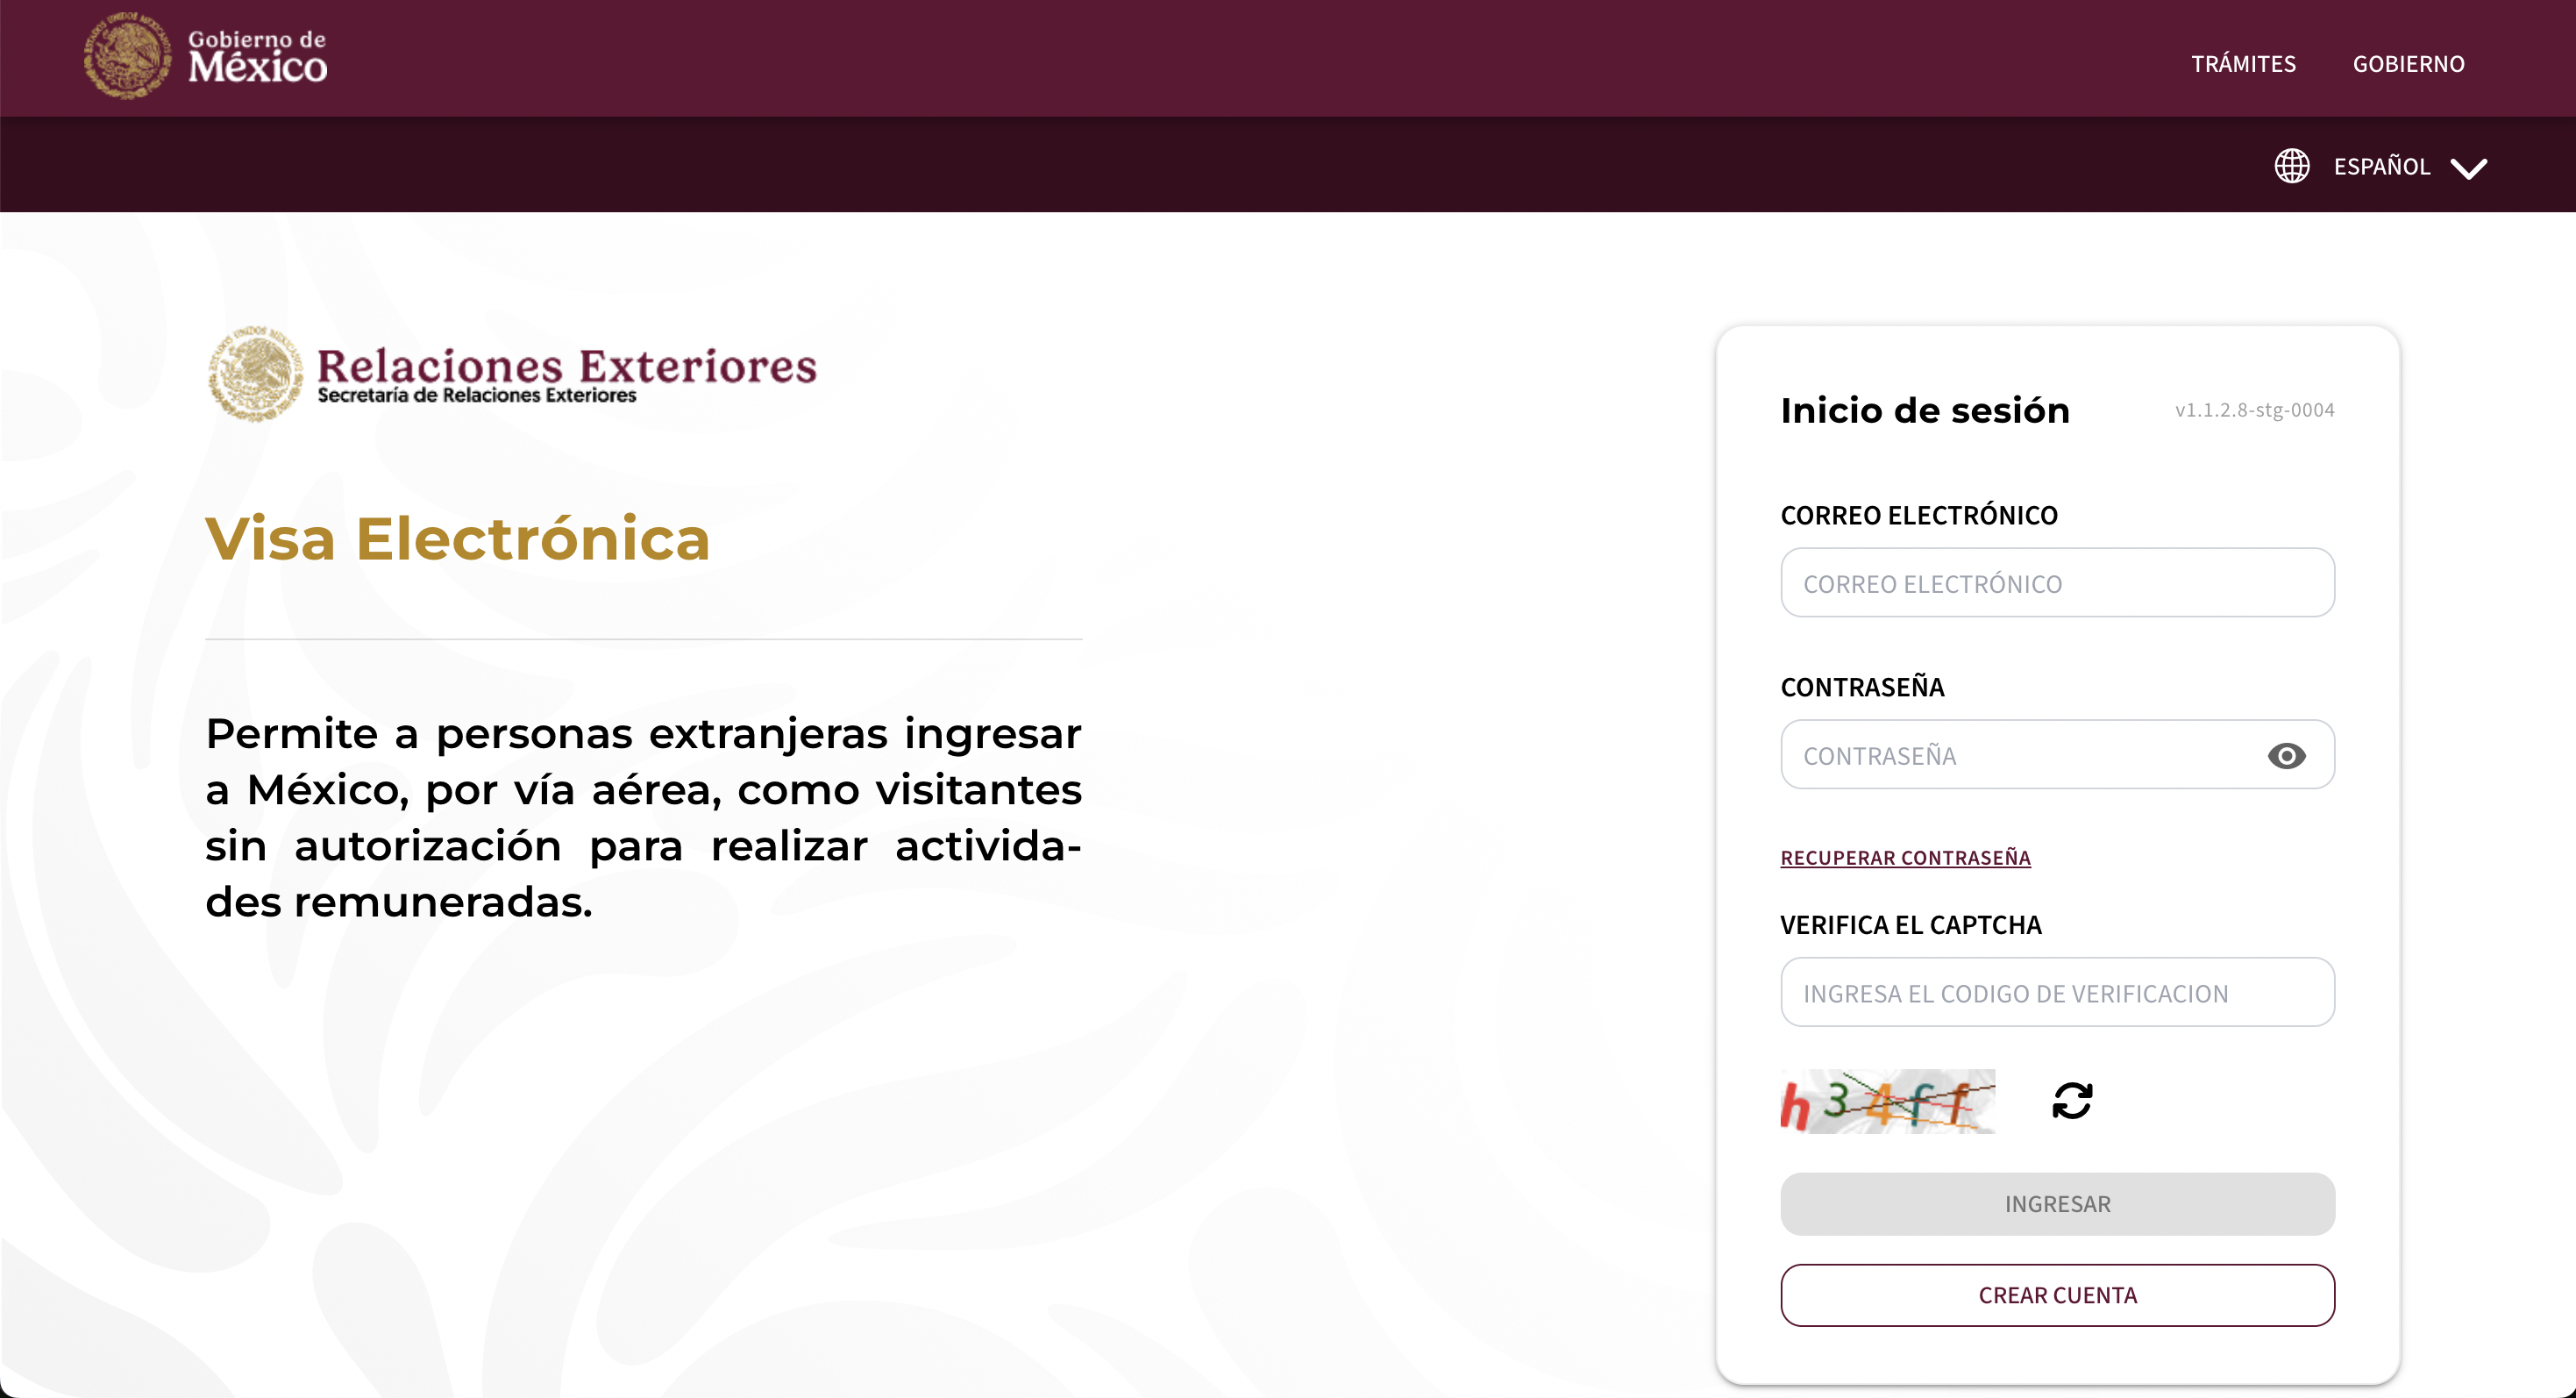 Gobierno de
México
TRÁMITES
GOBIERNO
ESPAÑOL
Relaciones Exteriores
Secretaría de Relaciones Exteriores
Visa Electrónica
Permite a personas extranjeras ingresar
a México, por vía aérea, como visitantes
sin autorización para realizar activida-
des remuneradas.
Inicio de sesión
v1.1.2.8-stg-0004
CORREO ELECTRÓNICO
CORREO ELECTRÓNICO
CONTRASEÑA
CONTRASEÑA
RECUPERAR CONTRASEÑA
VERIFICA EL CAPTCHA
INGRESA EL CODIGO DE VERIFICACION
h34ff
INGRESAR
CREAR CUENTA